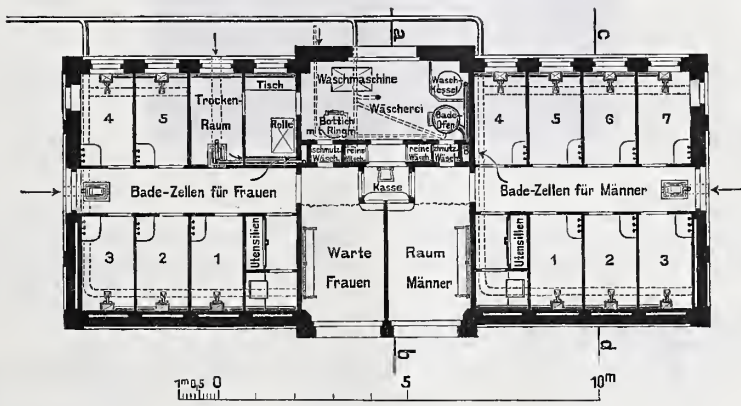 a
c
Tisch
Waschmaschine
Wasch-
Kessel
4
5
Trocken-
Raum
Wäscherei
4
5
6
7
Rolle
Bottich
mit Ringm.
Bade-
Ofen
schmutz.
Wäsch.
reine
Wäsch.
reine
Wäsch.
schmutz.
Wäsch.
B
Kasse
Bade-Zellen für Frauen
Bade-Zellen für Männer
3
2
1
Utensilien
Warte
Frauen
Raum
Männer
Utensilien
1
2
3
b
d
1m 0,5 0
5
10m